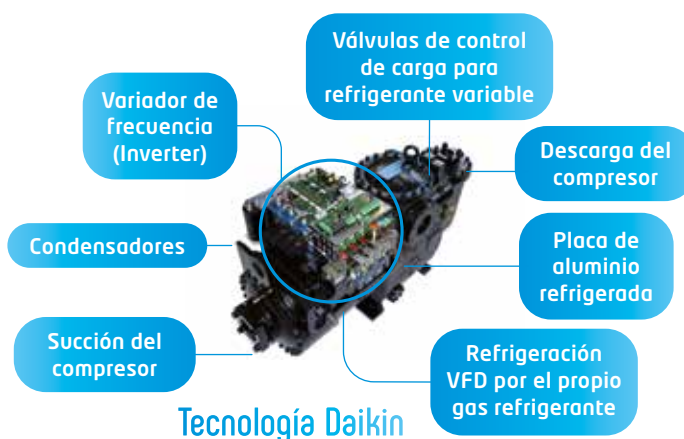 Válvulas de control
de carga para
refrigerante variable
Variador de
frecuencia
(Inverter)
Descarga del
compresor
Condensadores
Placa de
aluminio
refrigerada
Succión del
compresor
Refrigeración
VFD por el propio
gas refrigerante
Tecnología Daikin